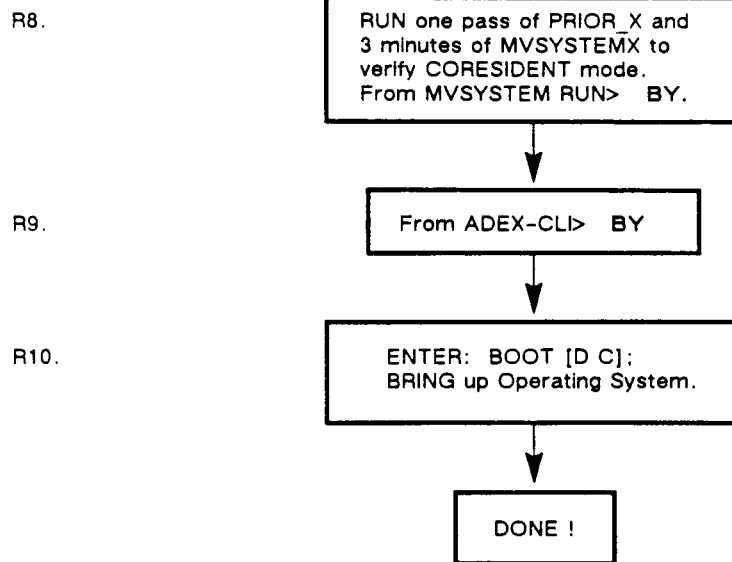 R8.
RUN one pass of PRIOR_X and
3 minutes of MVSYSTEMX to
verify CORESIDENT mode.
From MVSYSTEM RUN> BY.
R9.
From ADEX-CLI> BY
R10.
ENTER: BOOT [D C];
BRING up Operating System.
DONE !